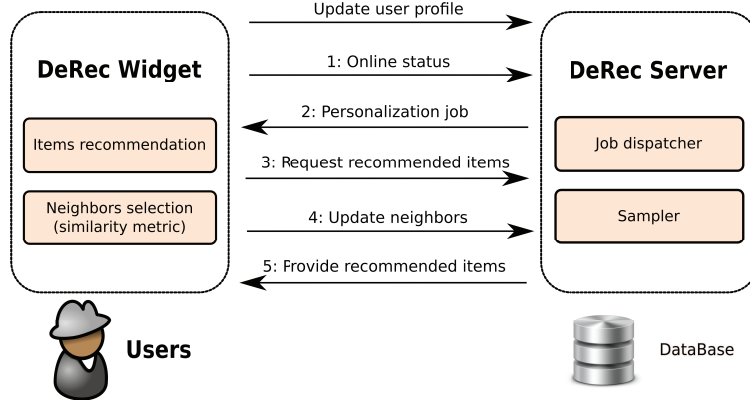 Update user profile
DeRec Widget
1: Online status
DeRec Server
2: Personalization job
Items recommendation
Job dispatcher
3: Request recommended items
Neighbors selection
(similarity metric)
4: Update neighbors
Sampler
5: Provide recommended items
Users
DataBase